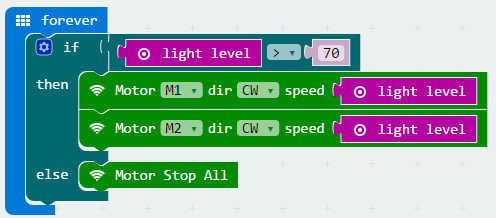 forever
if light level > 70
then Motor M1 dir CW speed light level
Motor M2 dir CW speed light level
else Motor Stop All